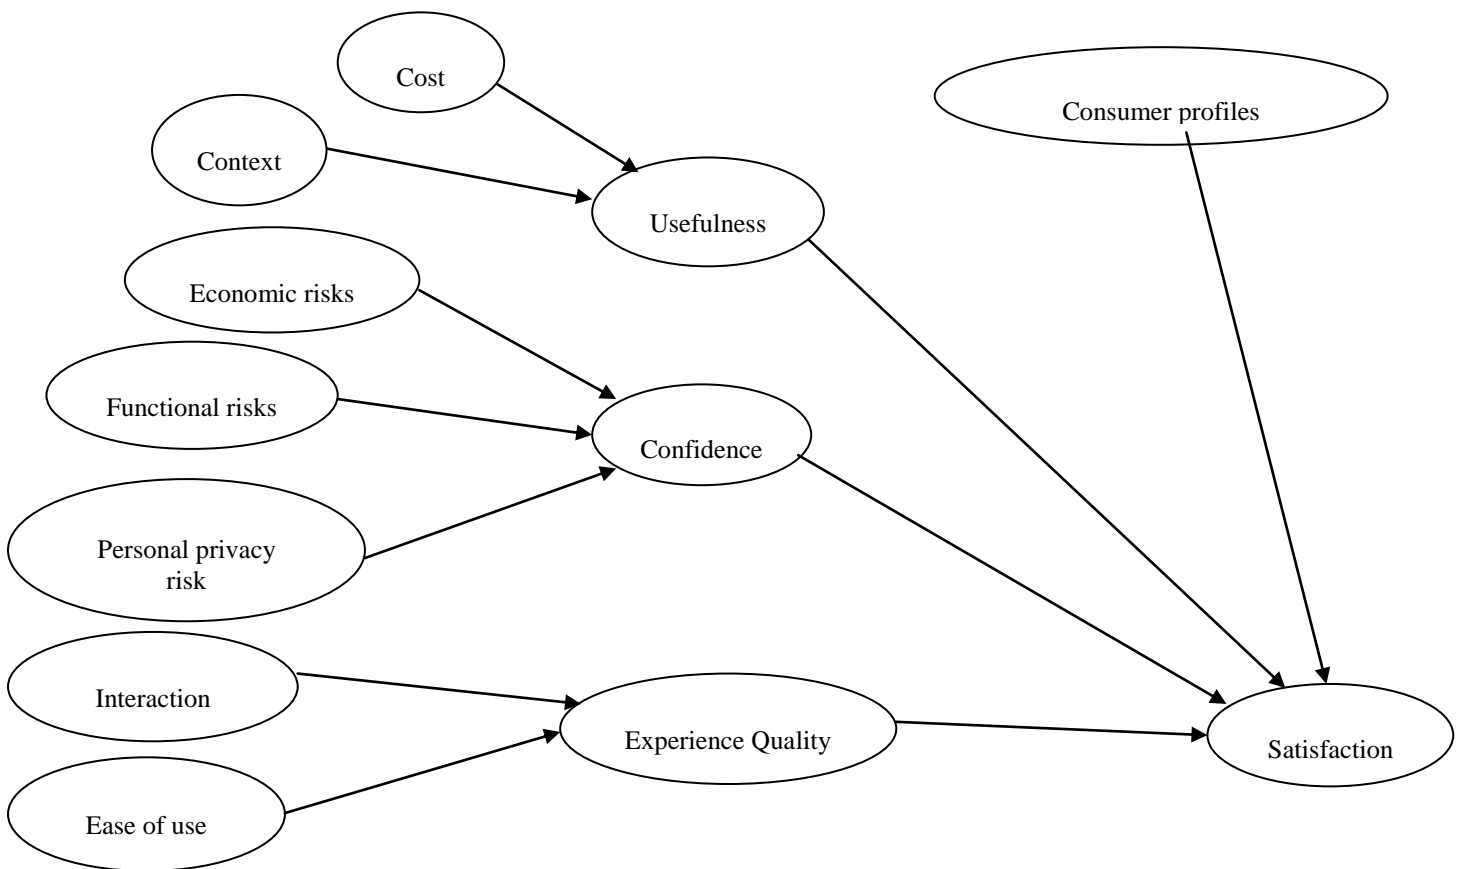 Cost
Consumer profiles
Context
Usefulness
Economic risks
Functional risks
Confidence
Personal privacy
risk
Interaction
Experience Quality
Satisfaction
Ease of use